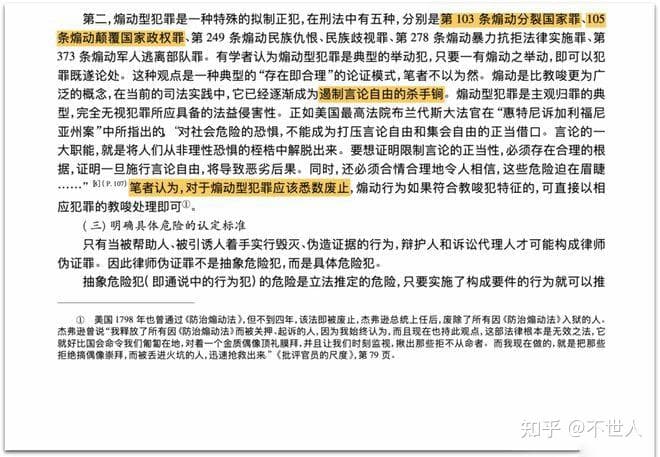 第二，煽动型犯罪是一种特殊的拟制正犯，在刑法中有五种，分别是第 103 条煽动分裂国家罪、105
条煽动颠覆国家政权罪、第 249 条煽动民族仇恨、民族歧视罪、第 278 条煽动暴力抗拒法律实施罪、第
373 条煽动军人逃离部队罪。有学者认为煽动型犯罪是典型的举动犯，只要一有煽动之举动，即可以犯
罪既遂论处。这种观点是一种典型的“存在即合理”的论证模式，笔者不以为然。煽动是比教唆更为广
泛的概念，在当前的司法实践中，它已经逐渐成为遏制言论自由的杀手锏。煽动型犯罪是主观归罪的典
型，完全无视犯罪所应具备的法益侵害性。正如美国最高法院布兰代斯大法官在“惠特尼诉加利福尼
亚州案”中所指出的，“对社会危险的恐惧，不能成为打压言论自由和集会自由的正当借口。言论的一
大职能，就是将人们从非理性恐惧的桎梏中解脱出来。要想证明限制言论的正当性，必须存在合理的根
据，证明一旦施行言论自由，将导致恶劣后果。同时，还必须合情合理地令人相信，这些危险迫在眉睫
……” [8] ( P. 107) 笔者认为，对于煽动型犯罪应该悉数废止，煽动行为如果符合教唆犯特征的，可直接以相
应犯罪的教唆处理即可①。
(三) 明确具体危险的认定标准
只有当被帮助人、被引诱人着手实行毁灭、伪造证据的行为，辩护人和诉讼代理人才可能构成律师
伪证罪。因此律师伪证罪不是抽象危险犯，而是具体危险犯。
抽象危险犯( 即通说中的行为犯) 的危险是立法推定的危险，只要实施了构成要件的行为就可以推
① 美国 1798 年也曾通过《防治煽动法》，但不到四年，该法即被废止，杰弗逊总统上任后，废除了所有因《防治煽动法》入狱的人。
杰弗逊曾说“我释放了所有因《防治煽动法》而被关押、起诉的人，因为我始终认为，而且现在也持此观点，这部法律根本是无效之法，它
就好比国会命令我们匍匐在地，对着一个金质偶像顶礼膜拜，并且让我们时刻监视，揪出那些拒不从命者。而我现在做的，就是把那些
拒绝搞偶像崇拜，而被丢进火坑的人，迅速抢救出来。”《批评官员的尺度》，第 79 页。
知乎 @不世人